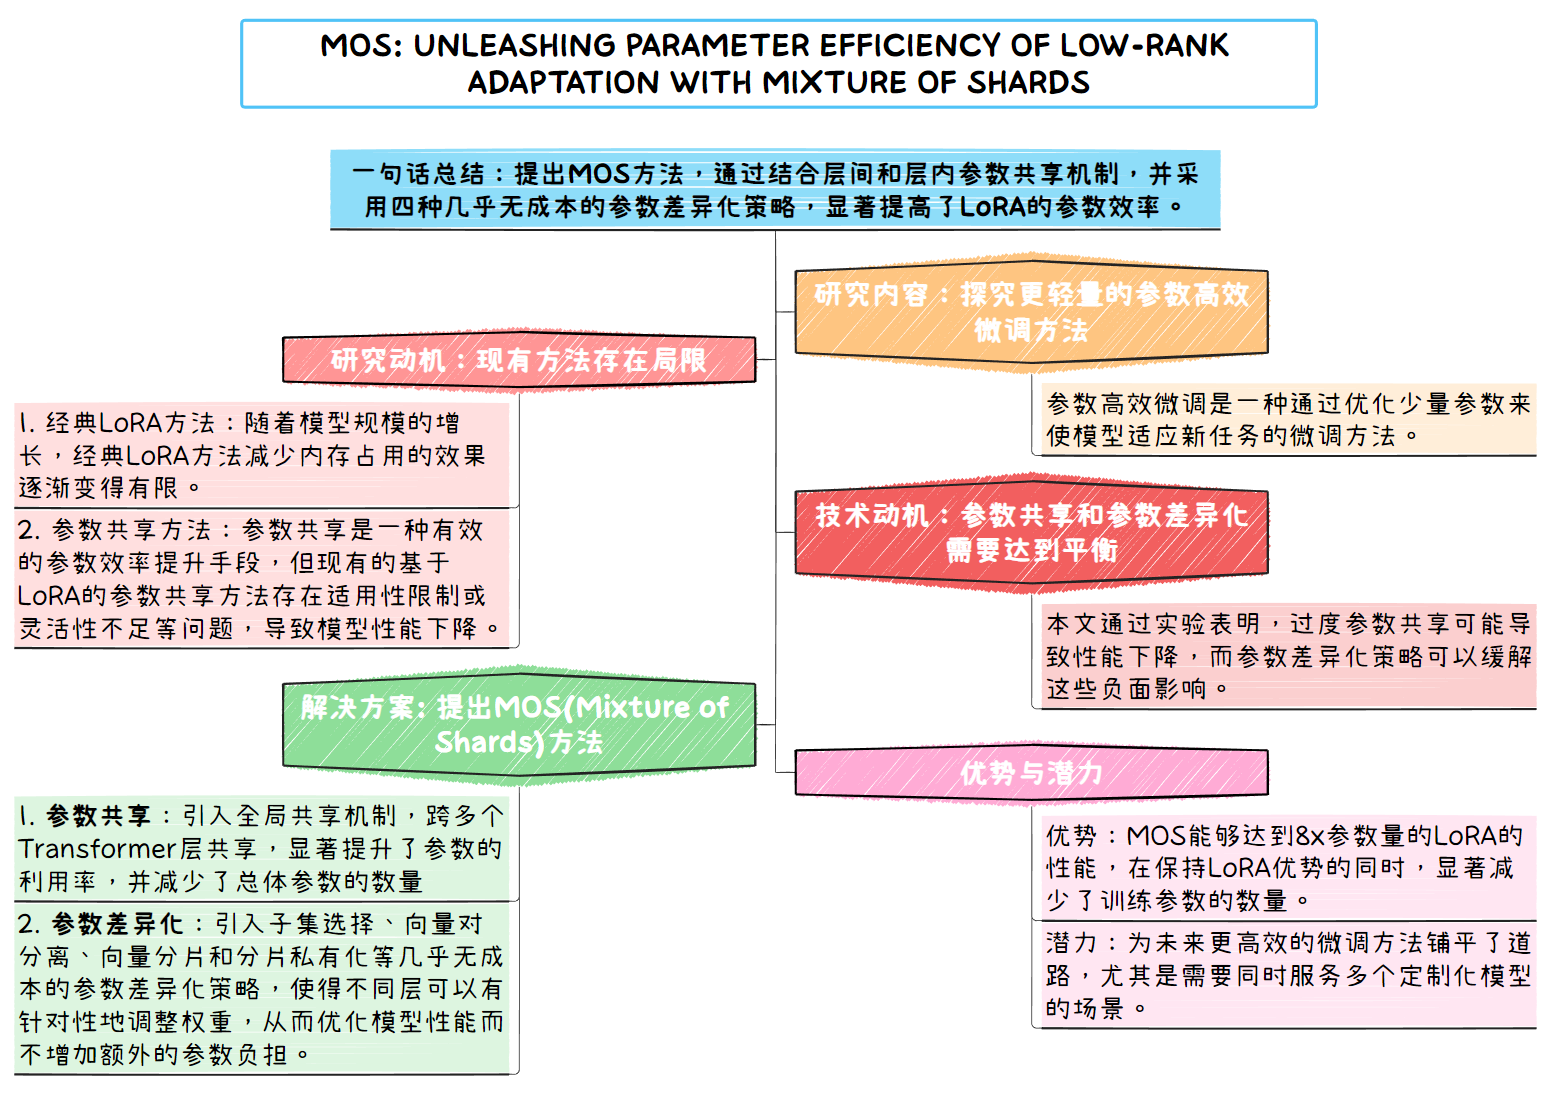 MOS: UNLEASHING PARAMETER EFFICIENCY OF LOW-RANK
ADAPTATION WITH MIXTURE OF SHARDS
一句话总结：提出MOS方法，通过结合层间和层内参数共享机制，并采
用四种几乎无成本的参数差异化策略，显著提高了LoRA的参数效率。
研究内容：探究更轻量的参数高效
微调方法
参数高效微调是一种通过优化少量参数来
使模型适应新任务的微调方法。
研究动机：现有方法存在局限
1. 经典LoRA方法：随着模型规模的增
长，经典LoRA方法减少内存占用的效果
逐渐变得有限。
2. 参数共享方法：参数共享是一种有效
的参数效率提升手段，但现有的基于
LoRA的参数共享方法存在适用性限制或
灵活性不足等问题，导致模型性能下降。
技术动机：参数共享和参数差异化
需要达到平衡
本文通过实验表明，过度参数共享可能导
致性能下降，而参数差异化策略可以缓解
这些负面影响。
解决方案: 提出MOS(Mixture of
Shards)方法
1. 参数共享：引入全局共享机制，跨多个
Transformer层共享，显著提升了参数的
利用率，并减少了总体参数的数量
2. 参数差异化：引入子集选择、向量对
分离、向量分片和分片私有化等几乎无成
本的参数差异化策略，使得不同层可以有
针对性地调整权重，从而优化模型性能而
不增加额外的参数负担。
优势与潜力
优势：MOS能够达到8x参数量的LoRA的
性能，在保持LoRA优势的同时，显著减
少了训练参数的数量。
潜力：为未来更高效的微调方法铺平了道
路，尤其是需要同时服务多个定制化模型
的场景。